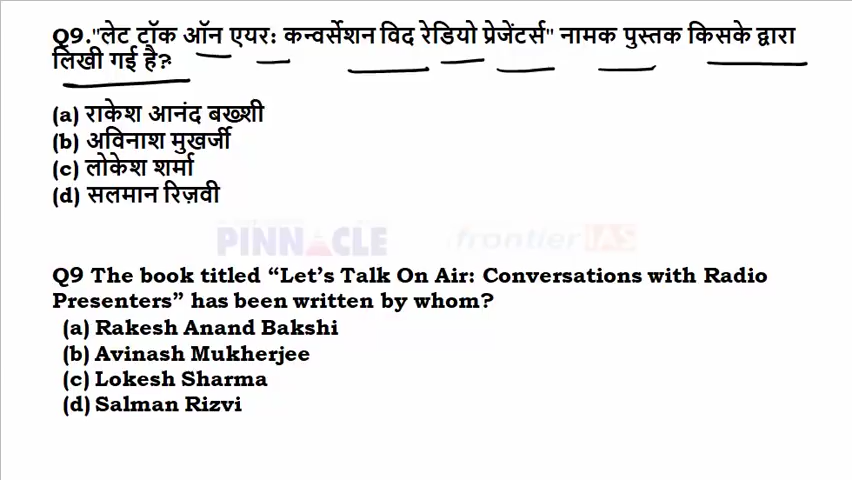 Q9."लेट टॉक ऑन एयर: कन्वर्सेशन विद रेडियो प्रेजेंटर्स" नामक पुस्तक किसके द्वारा
लिखी गई है?
(a) राकेश आनंद बख्शी
(b) अविनाश मुखर्जी
(c) लोकेश शर्मा
(d) सलमान रिज़वी
PINNACLE frontier IAS
Q9 The book titled “Let’s Talk On Air: Conversations with Radio
Presenters” has been written by whom?
(a) Rakesh Anand Bakshi
(b) Avinash Mukherjee
(c) Lokesh Sharma
(d) Salman Rizvi